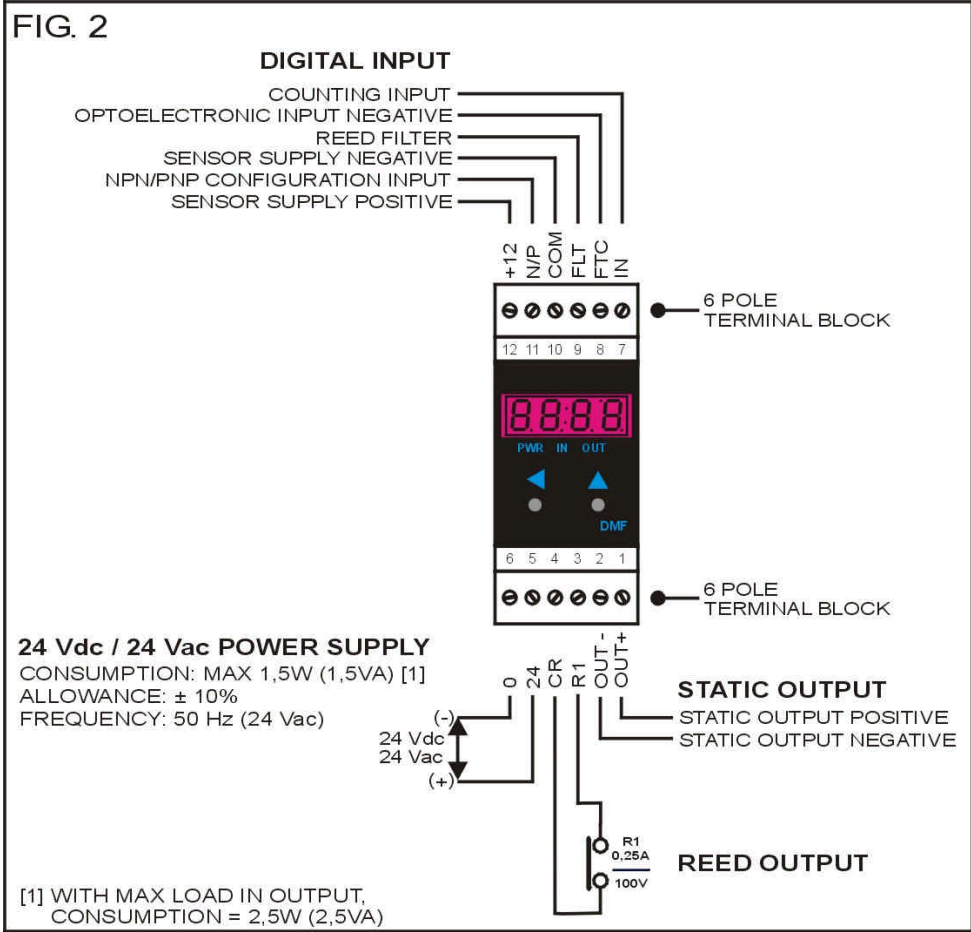 FIG. 2
DIGITAL INPUT
COUNTING INPUT
OPTOELECTRONIC INPUT NEGATIVE
REED FILTER
SENSOR SUPPLY NEGATIVE
NPN/PNP CONFIGURATION INPUT
SENSOR SUPPLY POSITIVE
+12
N/P
COM
FLT
FTC
IN
6 POLE
TERMINAL BLOCK
12 11 10 9 8 7
8.8:8.8
PWR IN OUT
DMF
6 5 4 3 2 1
6 POLE
TERMINAL BLOCK
24 Vdc / 24 Vac POWER SUPPLY
CONSUMPTION: MAX 1,5W (1,5VA) [1]
ALLOWANCE: ± 10%
FREQUENCY: 50 Hz (24 Vac)
0
24
CR
R1
OUT -
OUT+
(-)
24 Vdc
24 Vac
(+)
STATIC OUTPUT
STATIC OUTPUT POSITIVE
STATIC OUTPUT NEGATIVE
R1
0,25A
100V
REED OUTPUT
[1] WITH MAX LOAD IN OUTPUT,
CONSUMPTION = 2,5W (2,5VA)